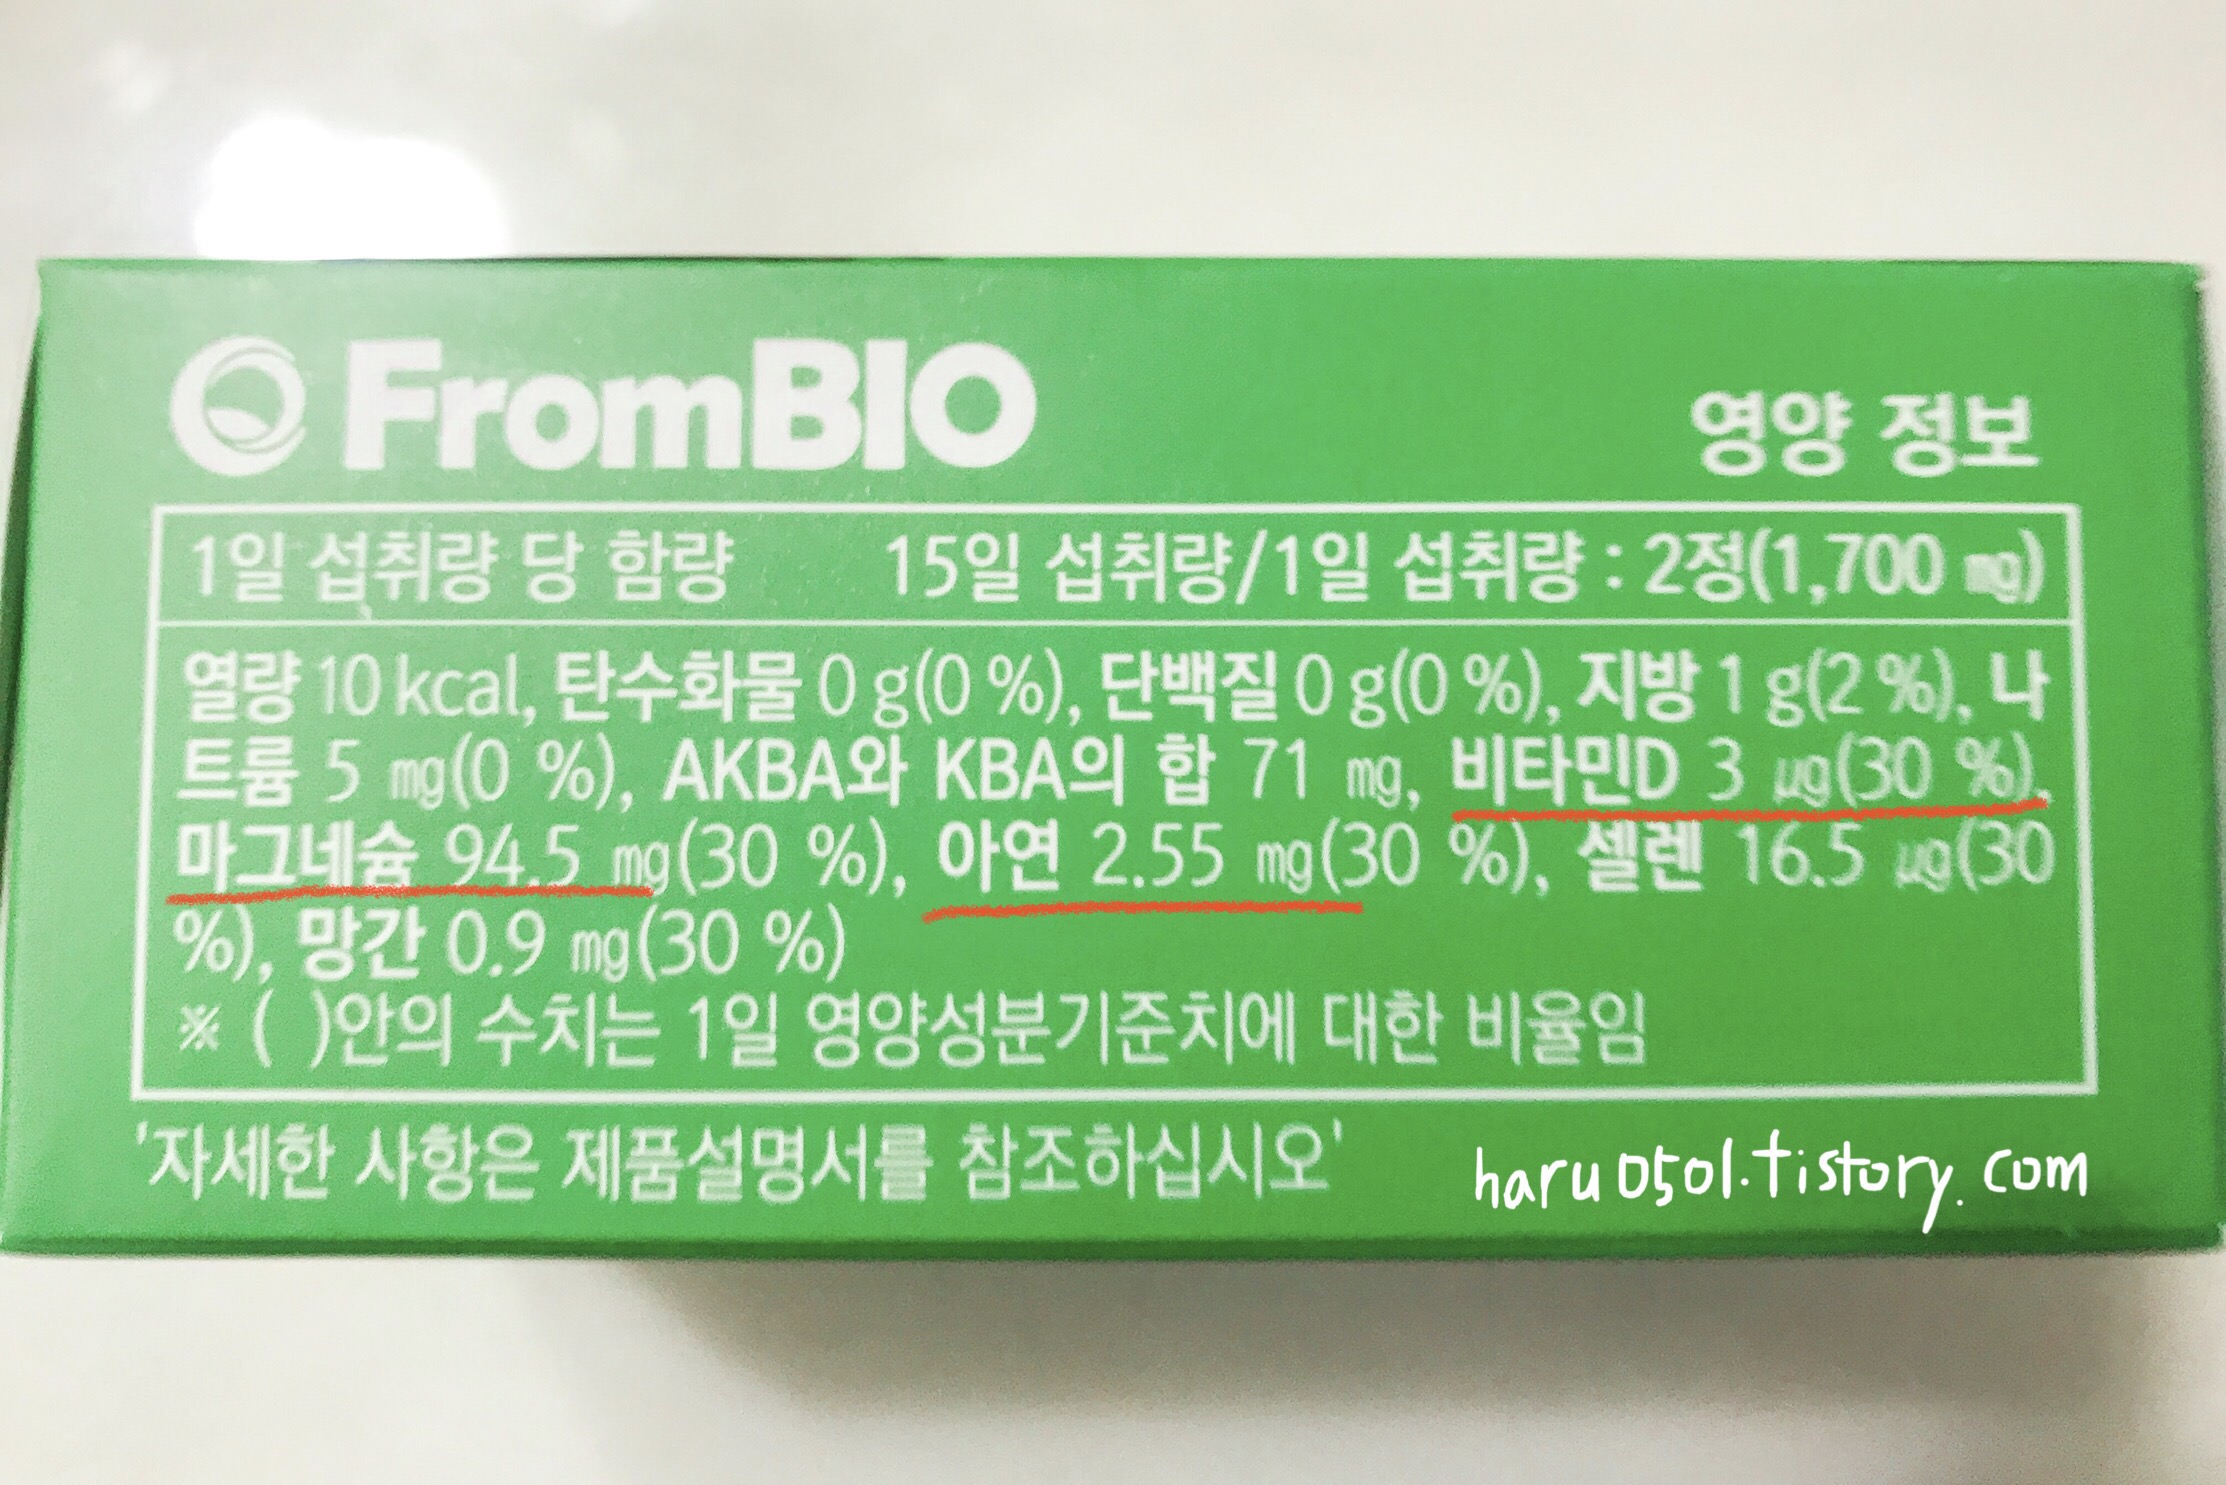 FromBIO
영양 정보
1일 섭취량 당 함량 15일 섭취량/1일 섭취량 : 2정(1,700 mg)
열량 10 kcal, 탄수화물 0 g(0 %), 단백질 0 g(0 %), 지방 1 g(2 %), 나
트륨 5 mg(0 %), AKBA와 KBA의 합 71 mg, 비타민D 3 µg(30 %),
마그네슘 94.5 mg(30 %), 아연 2.55 mg(30 %), 셀렌 16.5 µg(30
%), 망간 0.9 mg(30 %)
※ ( )안의 수치는 1일 영양성분기준치에 대한 비율임
'자세한 사항은 제품설명서를 참조하십시오'
haru0501.tistory.com